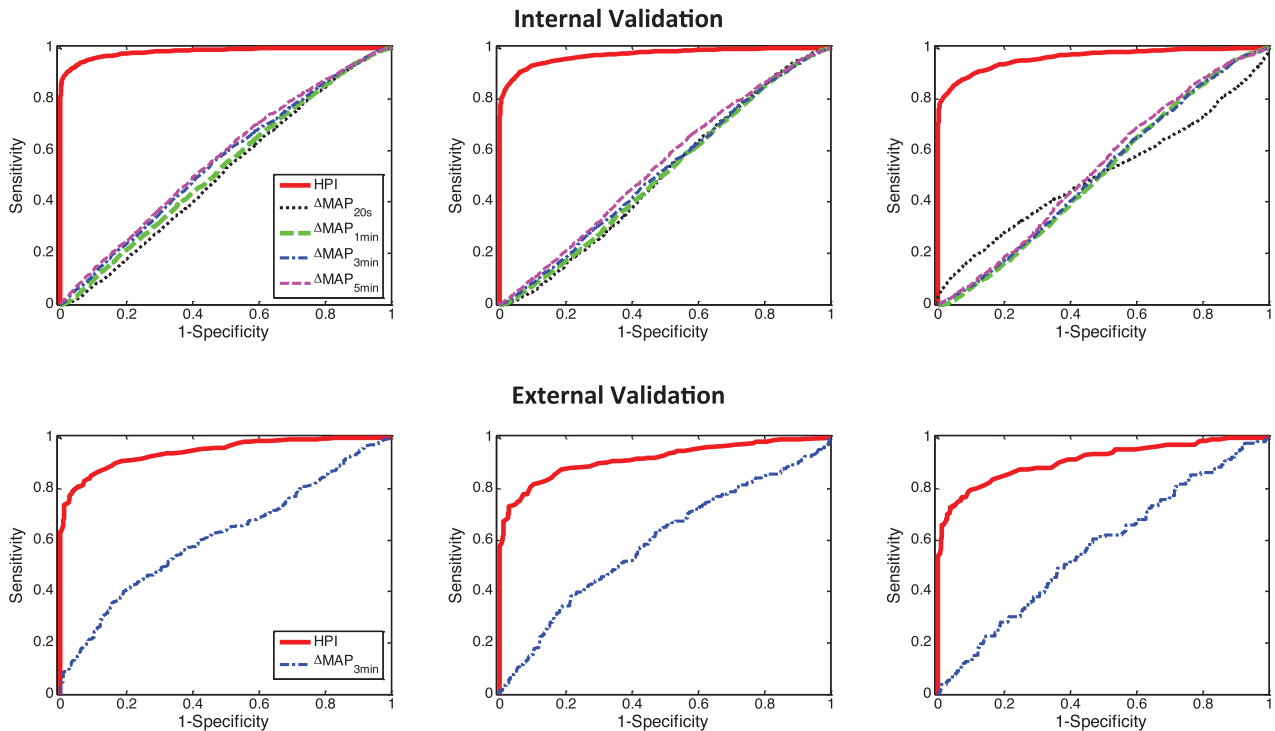 Internal Validation
1
0.8
0.6
0.4
0.2
0
0 0.2 0.4 0.6 0.8 1
Sensitivity
1-Specificity
HPI
ΔMAP20s
ΔMAP1min
ΔMAP3min
ΔMAP5min
1
0.8
0.6
0.4
0.2
0
0 0.2 0.4 0.6 0.8 1
Sensitivity
1-Specificity
1
0.8
0.6
0.4
0.2
0
0 0.2 0.4 0.6 0.8 1
Sensitivity
1-Specificity
External Validation
1
0.8
0.6
0.4
0.2
0
0 0.2 0.4 0.6 0.8 1
Sensitivity
1-Specificity
HPI
ΔMAP3min
1
0.8
0.6
0.4
0.2
0
0 0.2 0.4 0.6 0.8 1
Sensitivity
1-Specificity
1
0.8
0.6
0.4
0.2
0
0 0.2 0.4 0.6 0.8 1
Sensitivity
1-Specificity